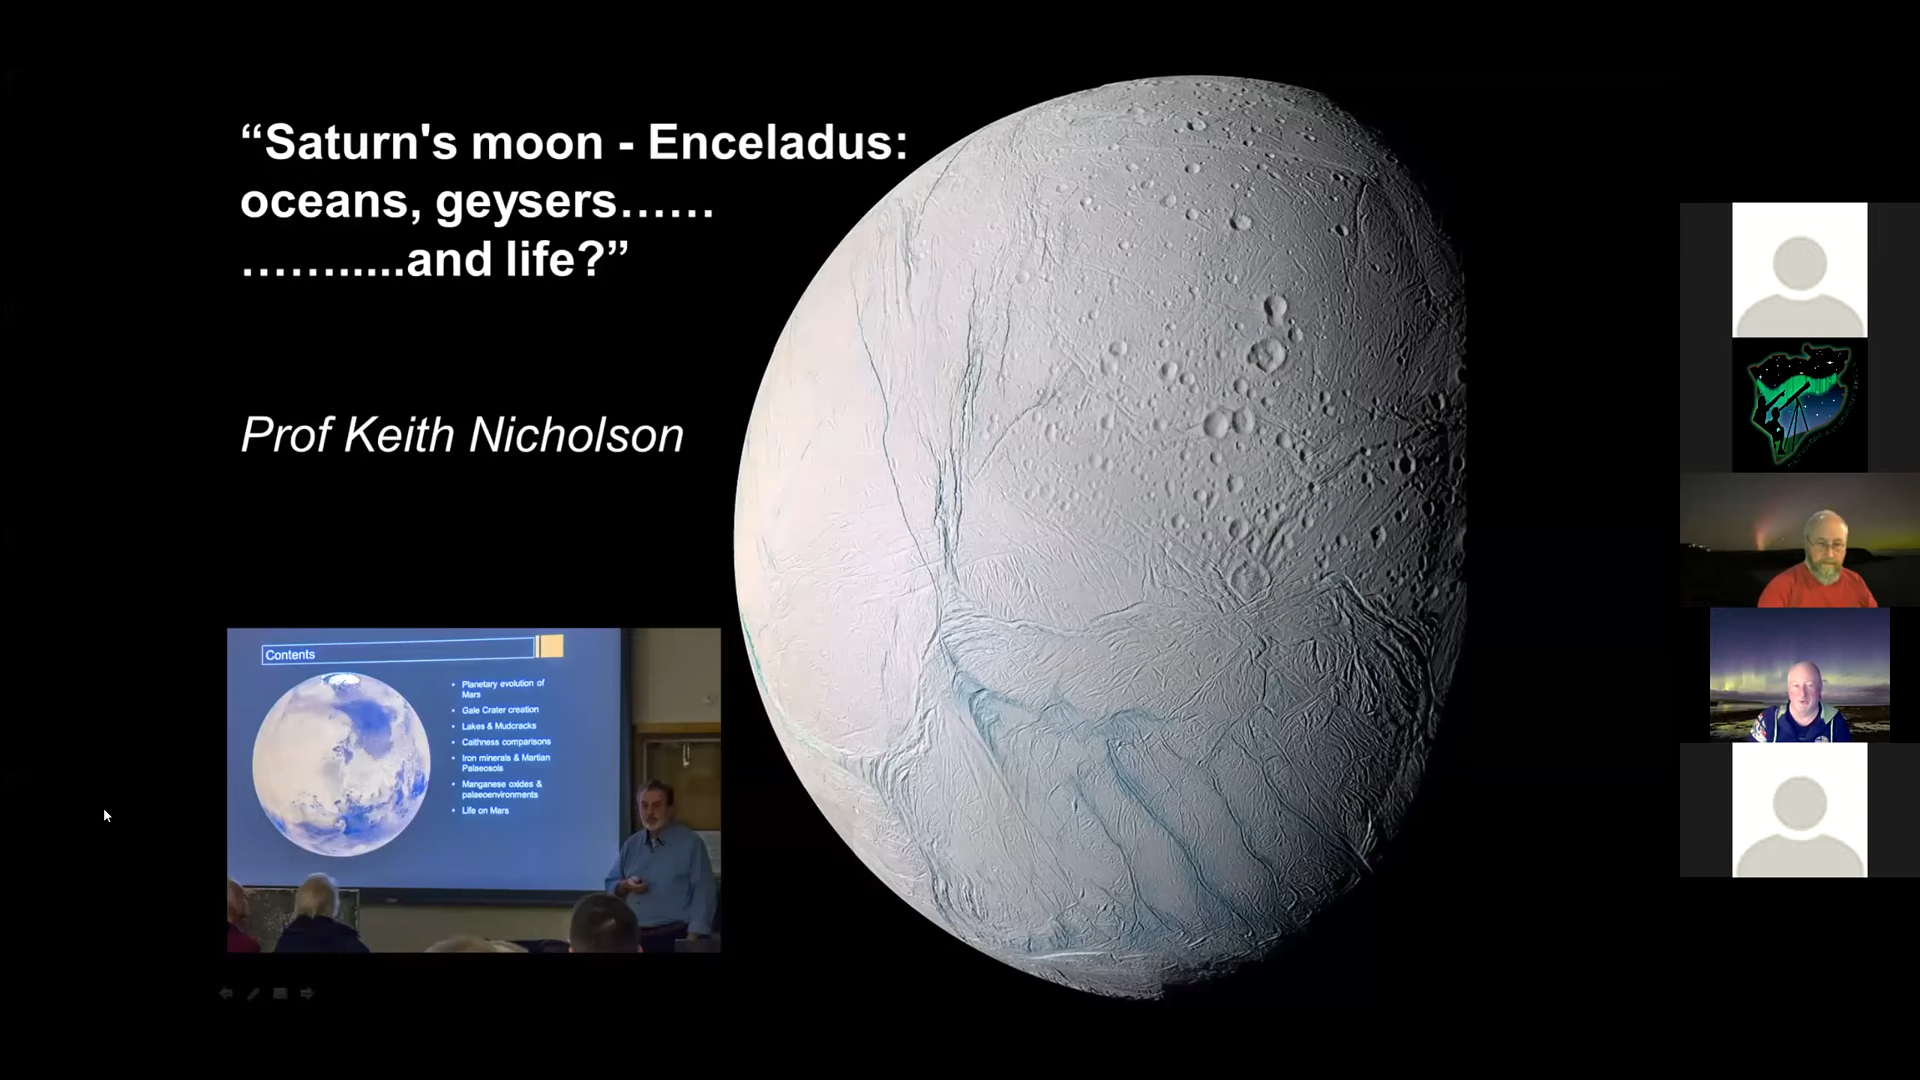 “Saturn's moon - Enceladus:
oceans, geysers……
…….....and life?”
Prof Keith Nicholson
Contents
• Planetary evolution of
Mars
• Gale Crater creation
• Lakes & Mudcracks
• Caithness comparisons
• Iron minerals & Martian
Palaeosols
• Manganese oxides &
palaeoenvironments
• Life on Mars